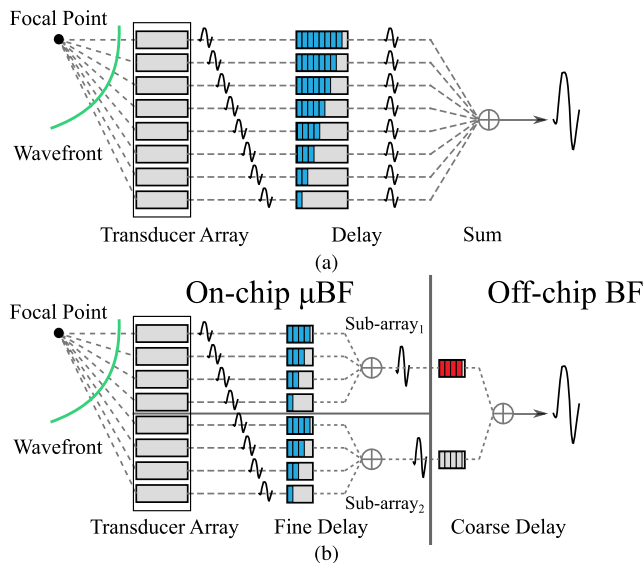 Focal Point
Wavefront
Transducer Array
Delay
Sum
(a)
On-chip μBF
Off-chip BF
Focal Point
Sub-array1
Wavefront
Sub-array2
Transducer Array
Fine Delay
Coarse Delay
(b)